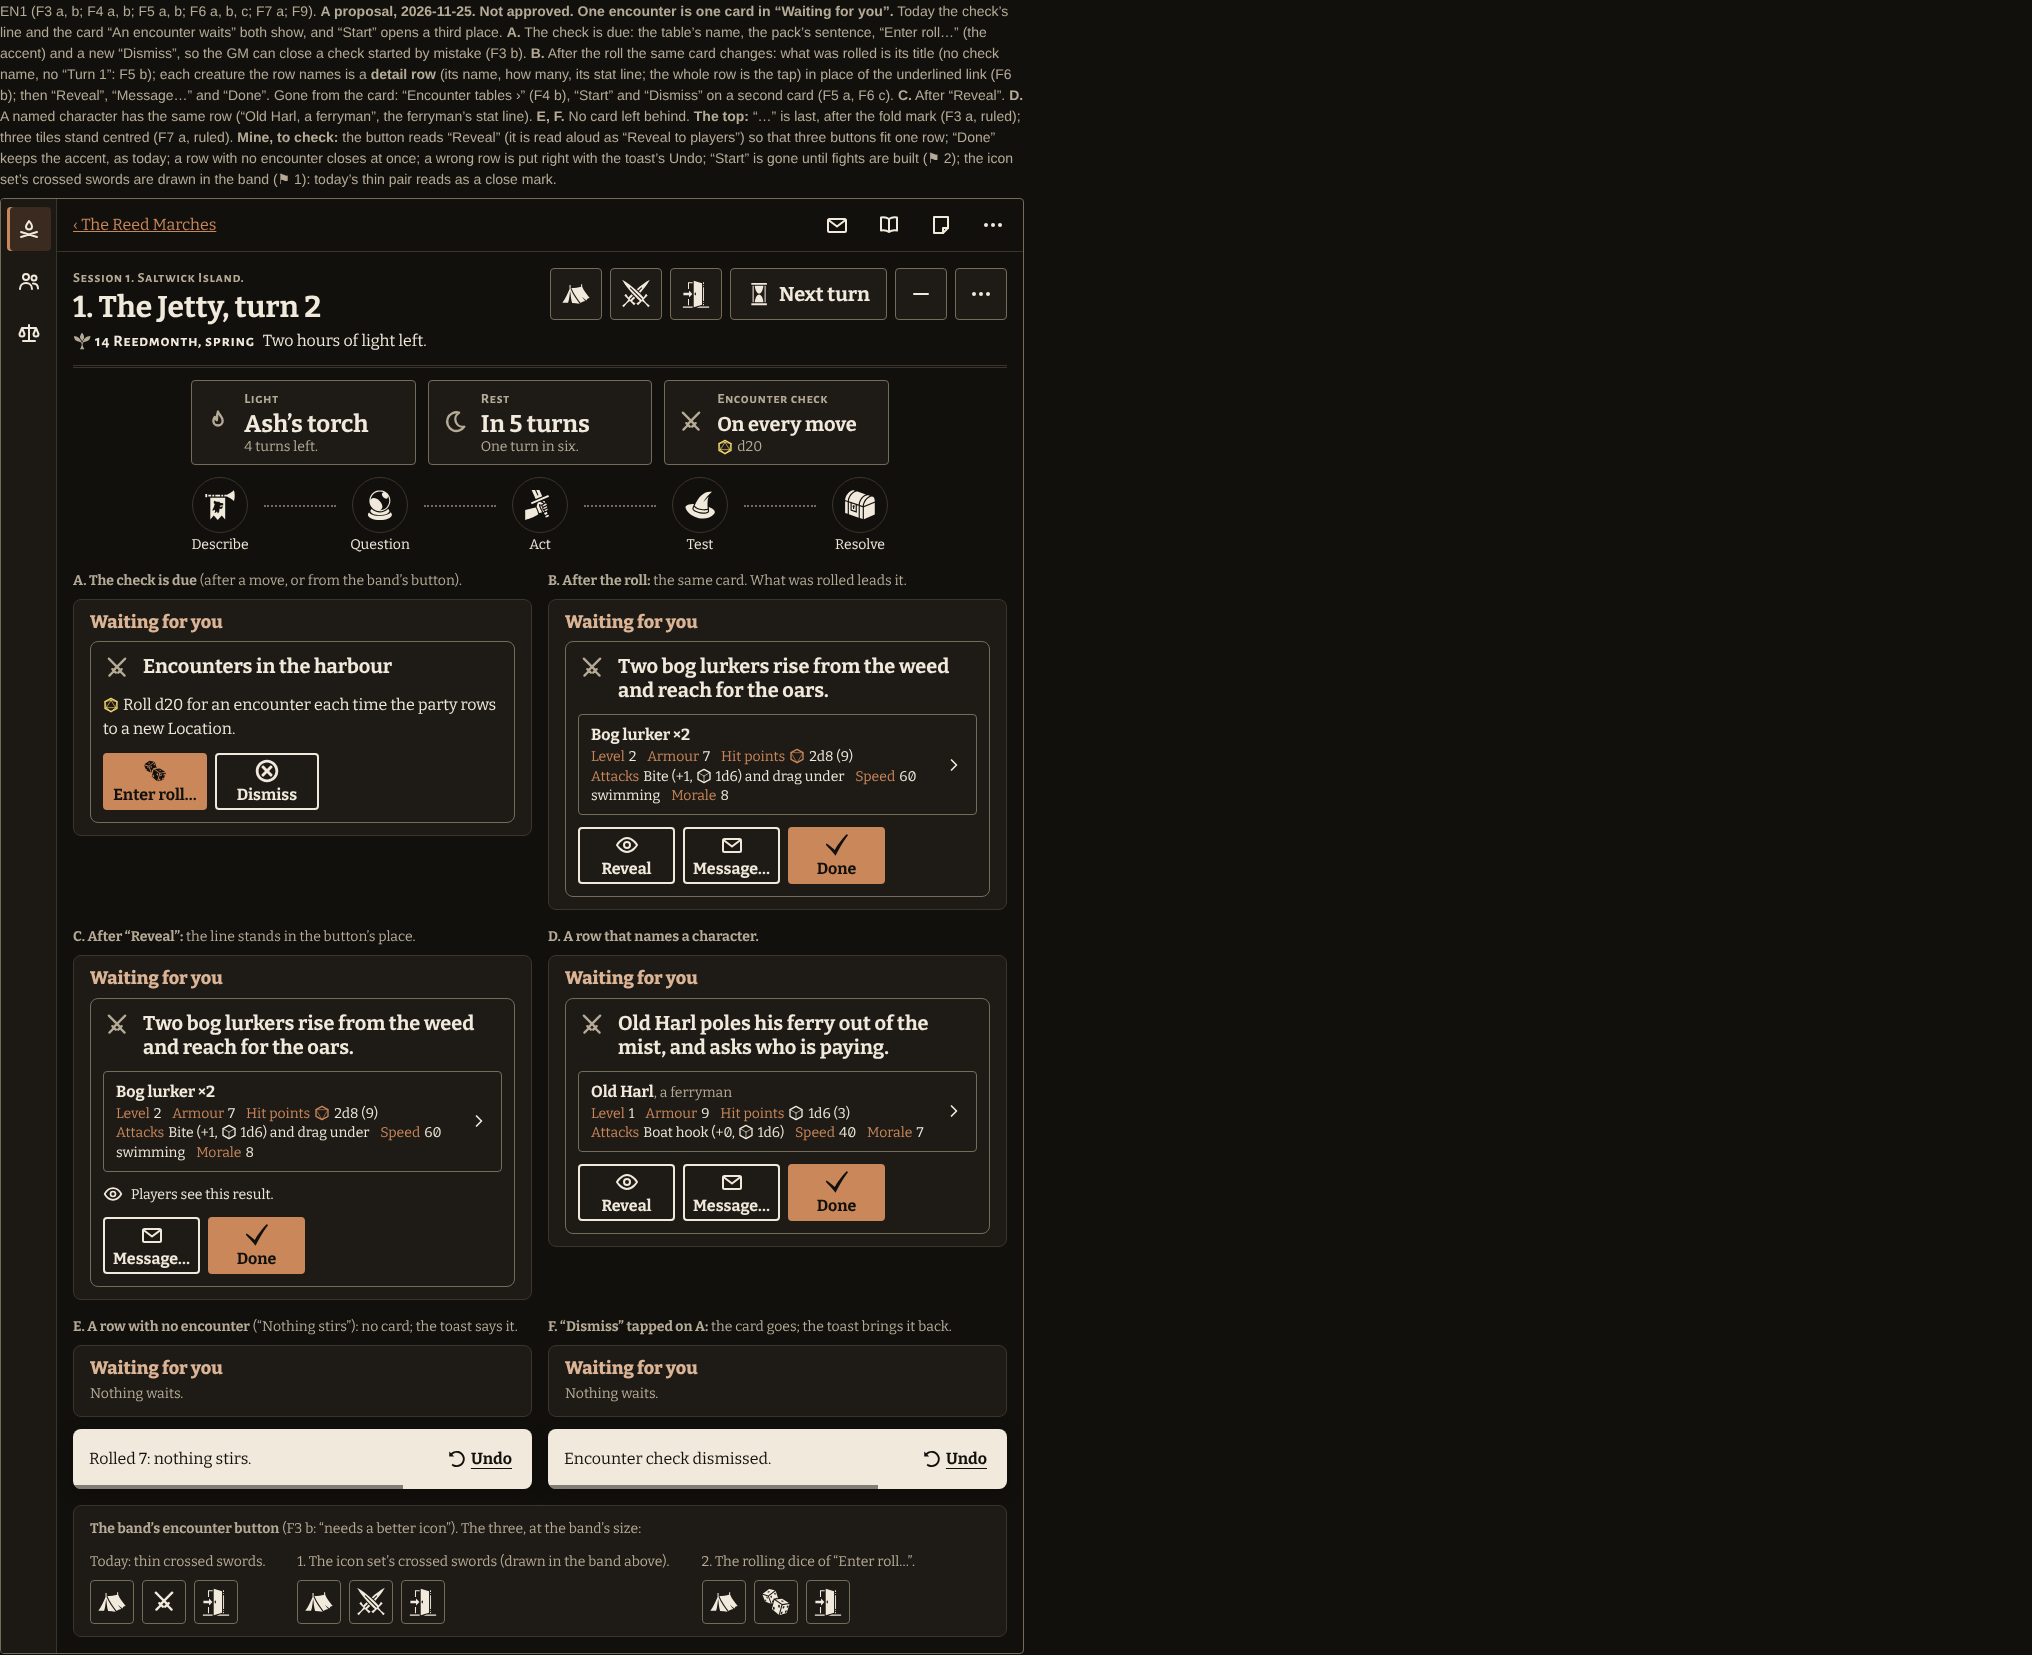 EN1 (F3 a, b; F4 a, b; F5 a, b; F6 a, b, c; F7 a; F9). A proposal, 2026-11-25. Not approved. One encounter is one card in “Waiting for you”. Today the check’s
line and the card “An encounter waits” both show, and “Start” opens a third place. A. The check is due: the table’s name, the pack’s sentence, “Enter roll…” (the
accent) and a new “Dismiss”, so the GM can close a check started by mistake (F3 b). B. After the roll the same card changes: what was rolled is its title (no check
name, no “Turn 1”: F5 b); each creature the row names is a detail row (its name, how many, its stat line; the whole row is the tap) in place of the underlined link (F6
b); then “Reveal”, “Message…” and “Done”. Gone from the card: “Encounter tables ›” (F4 b), “Start” and “Dismiss” on a second card (F5 a, F6 c). C. After “Reveal”. D.
A named character has the same row (“Old Harl, a ferryman”, the ferryman’s stat line). E, F. No card left behind. The top: “…” is last, after the fold mark (F3 a, ruled);
three tiles stand centred (F7 a, ruled). Mine, to check: the button reads “Reveal” (it is read aloud as “Reveal to players”) so that three buttons fit one row; “Done”
keeps the accent, as today; a row with no encounter closes at once; a wrong row is put right with the toast’s Undo; “Start” is gone until fights are built (⚑ 2); the icon
set’s crossed swords are drawn in the band (⚑ 1): today’s thin pair reads as a close mark.
‹ The Reed Marches
Session 1. Saltwick Island.
1. The Jetty, turn 2
Next turn
14 Reedmonth, spring Two hours of light left.
Light
Ash’s torch
4 turns left.
Rest
In 5 turns
One turn in six.
Encounter check
On every move
d20
Describe
Question
Act
Test
Resolve
A. The check is due (after a move, or from the band’s button).
Waiting for you
Encounters in the harbour
Roll d20 for an encounter each time the party rows
to a new Location.
Enter roll…
Dismiss
B. After the roll: the same card. What was rolled leads it.
Waiting for you
Two bog lurkers rise from the weed
and reach for the oars.
Bog lurker ×2
Level 2 Armour 7 Hit points 2d8 (9)
Attacks Bite (+1, 1d6) and drag under Speed 60
swimming Morale 8
Reveal
Message…
Done
C. After “Reveal”: the line stands in the button’s place.
Waiting for you
Two bog lurkers rise from the weed
and reach for the oars.
Bog lurker ×2
Level 2 Armour 7 Hit points 2d8 (9)
Attacks Bite (+1, 1d6) and drag under Speed 60
swimming Morale 8
Players see this result.
Message…
Done
D. A row that names a character.
Waiting for you
Old Harl poles his ferry out of the
mist, and asks who is paying.
Old Harl, a ferryman
Level 1 Armour 9 Hit points 1d6 (3)
Attacks Boat hook (+0, 1d6) Speed 40 Morale 7
Reveal
Message…
Done
E. A row with no encounter (“Nothing stirs”): no card; the toast says it.
Waiting for you
Nothing waits.
Rolled 7: nothing stirs.
Undo
F. “Dismiss” tapped on A: the card goes; the toast brings it back.
Waiting for you
Nothing waits.
Encounter check dismissed.
Undo
The band’s encounter button (F3 b: “needs a better icon”). The three, at the band’s size:
Today: thin crossed swords.
1. The icon set’s crossed swords (drawn in the band above).
2. The rolling dice of “Enter roll…”.